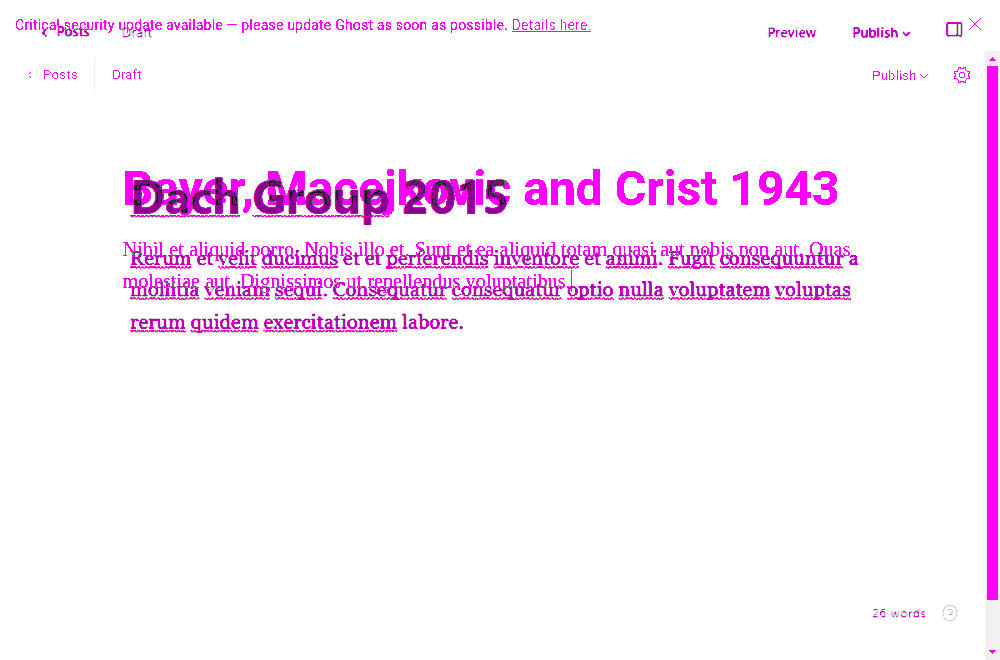 Critical security update available — please update Ghost as soon as possible. Details here.
Posts Draft Preview Publish
Posts Draft Publish
Bayer, Macejkovic and Crist 1943
Dach Group 2015
Nihil et aliquid porro. Nobis illo et. Sunt et ea aliquid totam quasi aut nobis non aut. Quas
Rerum et velit ducimus et et perferendis inventore et animi. Fugit consequuntur a
molestiae aut. Dignissimos ut repellendus voluptatibus.
mollitia veniam sequi. Consequatur consequatur optio nulla voluptatem voluptas
rerum quidem exercitationem labore.
26 words